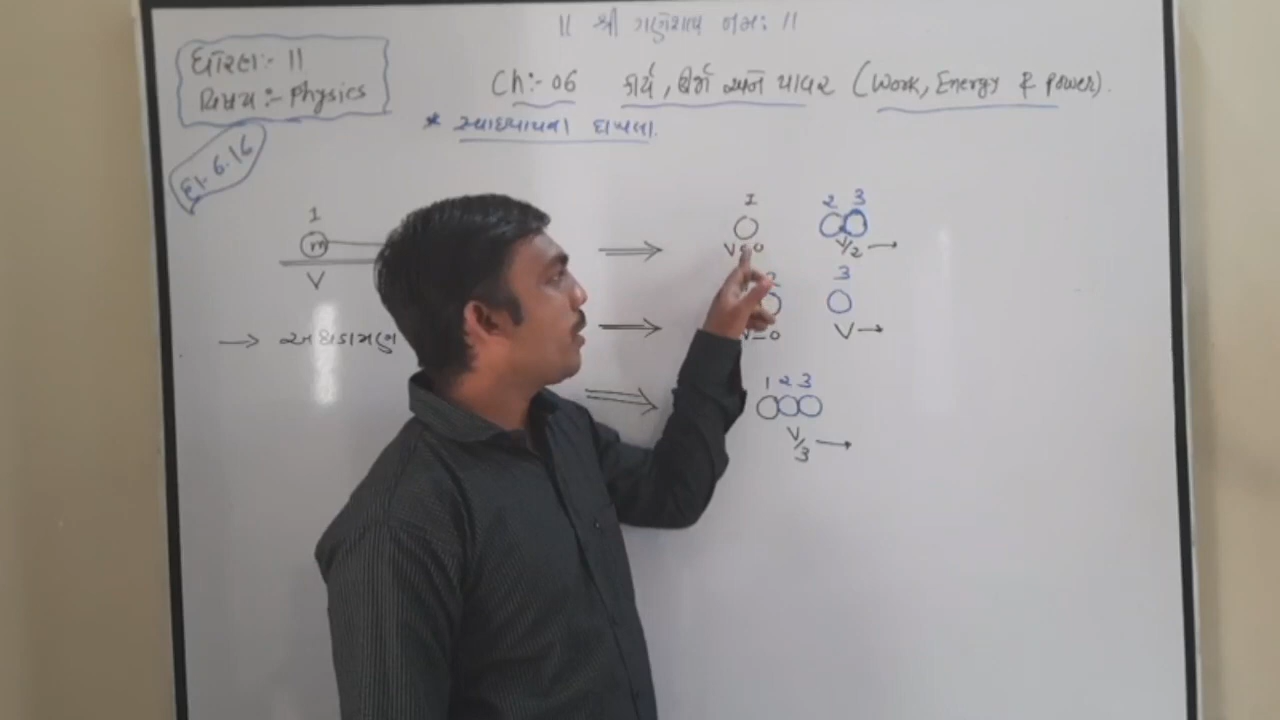 ॥ શ્રી ગણેશાય નમઃ ॥
ધોરણ:- 11
વિષય:- Physics
Ch:- 06 કાર્ય, ઊર્જા અને પાવર (Work, Energy & Power).
* સ્વાધ્યાયના દાખલા.
દા.6.16
1
m
V
1 2 3
V=0 V/2 →
2 3
V=0 V →
→ અથડામણ
1 2 3
V/3 →